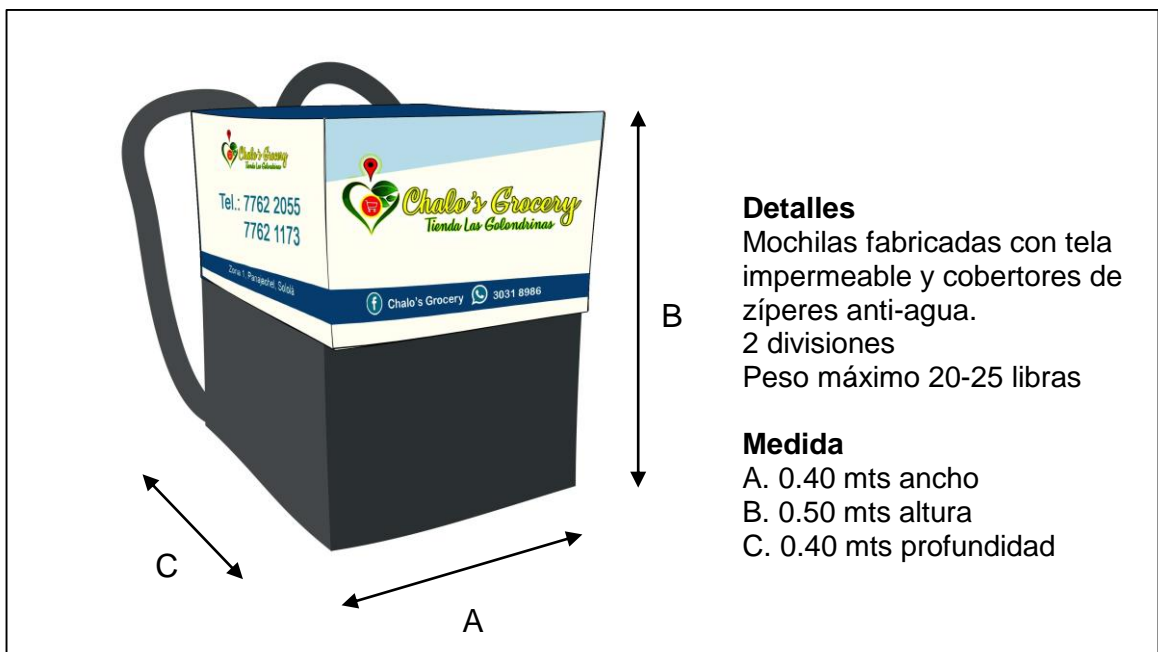 Chalo's Grocery
Tienda Las Golondrinas
Tel.: 7762 2055
7762 1173
Zona 1, Panajachel, Sololá
Chalo's Grocery
Tienda Las Golondrinas
Chalo's Grocery 3031 8986
B
C
A
Detalles
Mochilas fabricadas con tela
impermeable y cobertores de
zíperes anti-agua.
2 divisiones
Peso máximo 20-25 libras
Medida
A. 0.40 mts ancho
B. 0.50 mts altura
C. 0.40 mts profundidad